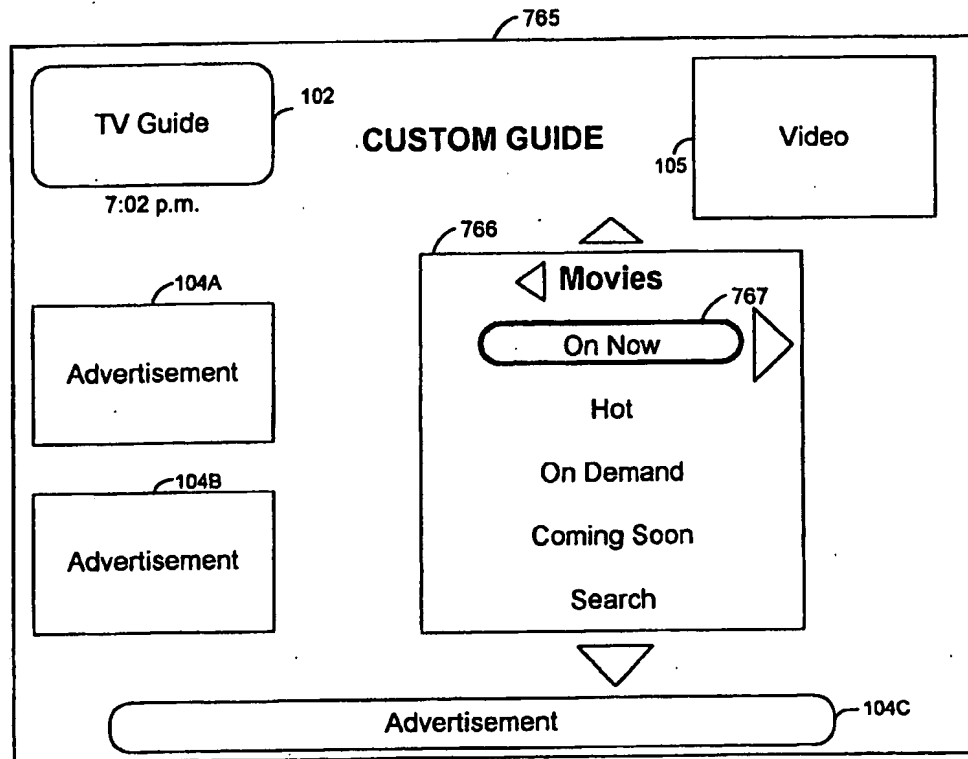 765
TV Guide
102
CUSTOM GUIDE
Video
105
7:02 p.m.
766
Movies
767
On Now
104A
Advertisement
Hot
On Demand
104B
Advertisement
Coming Soon
Search
Advertisement
104C